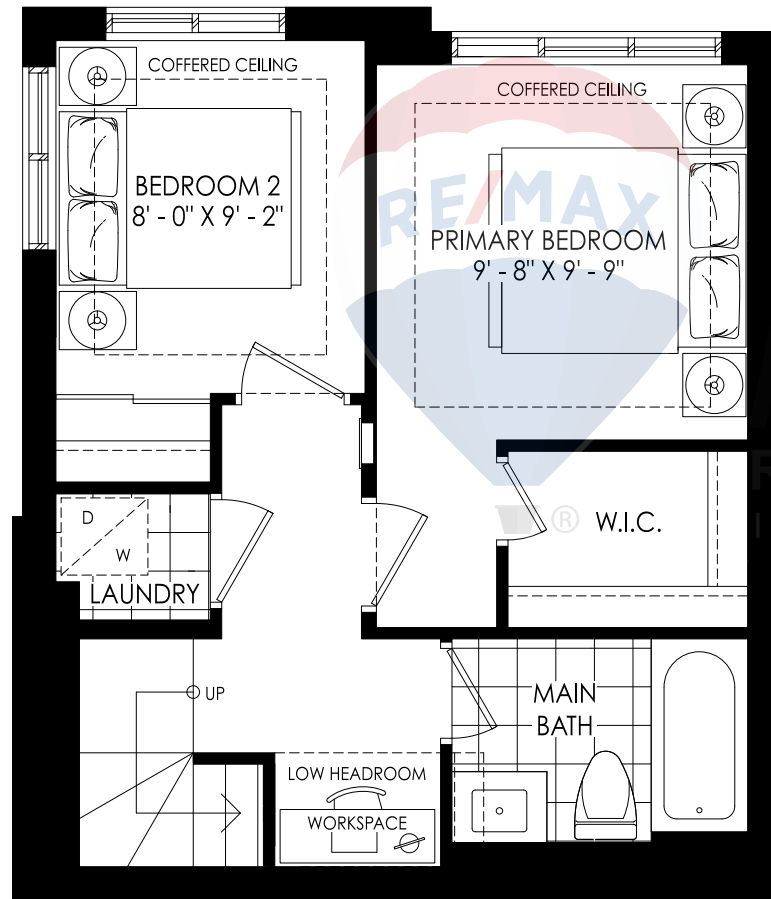 COFFERED CEILING
COFFERED CEILING
BEDROOM 2
8' - 0" X 9' - 2"
RE/MAX
PRIMARY BEDROOM
9' - 8" X 9' - 9"
D
W
LAUNDRY
®
W.I.C.
UP
MAIN
BATH
LOW HEADROOM
WORKSPACE